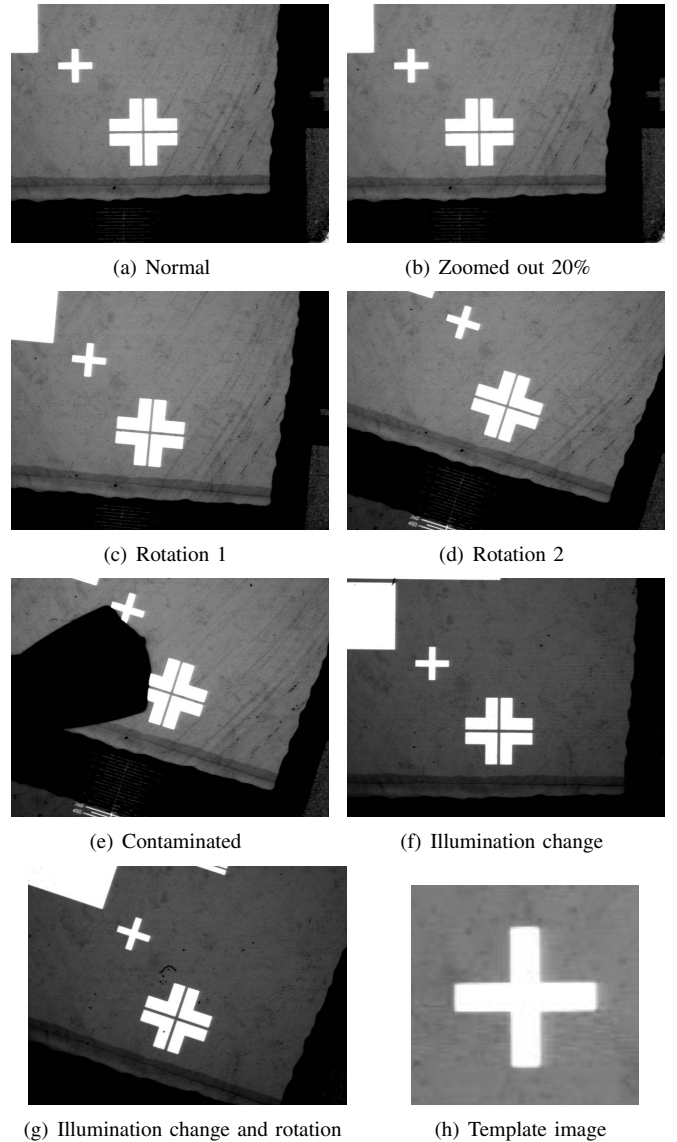 (a) Normal
(b) Zoomed out 20%
(c) Rotation 1
(d) Rotation 2
(e) Contaminated
(f) Illumination change
(g) Illumination change and rotation
(h) Template image